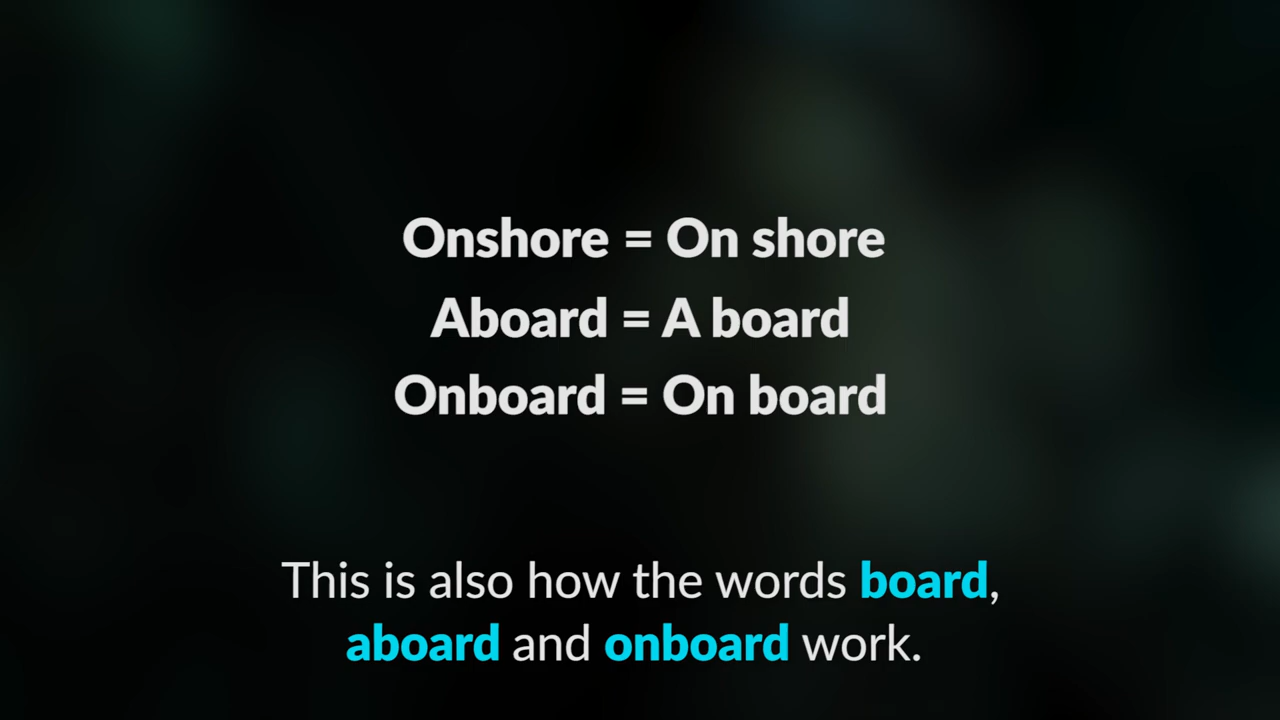 Onshore = On shore
Aboard = A board
Onboard = On board
This is also how the words board,
aboard and onboard work.